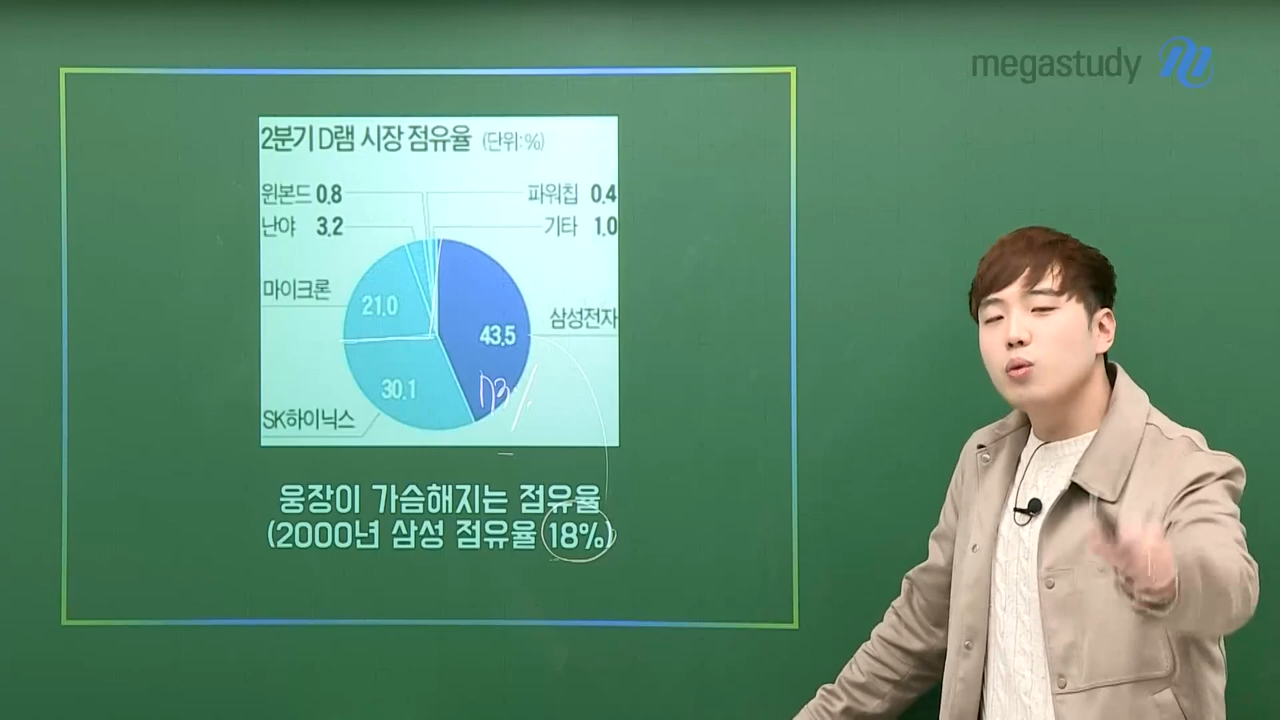 megastudy
2분기 D램 시장 점유율 (단위:%)
윈본드 0.8
파워칩 0.4
난야 3.2
기타 1.0
마이크론
21.0
삼성전자
43.5
30.1
73%
SK하이닉스
웅장이 가슴해지는 점유율
(2000년 삼성 점유율 18%)